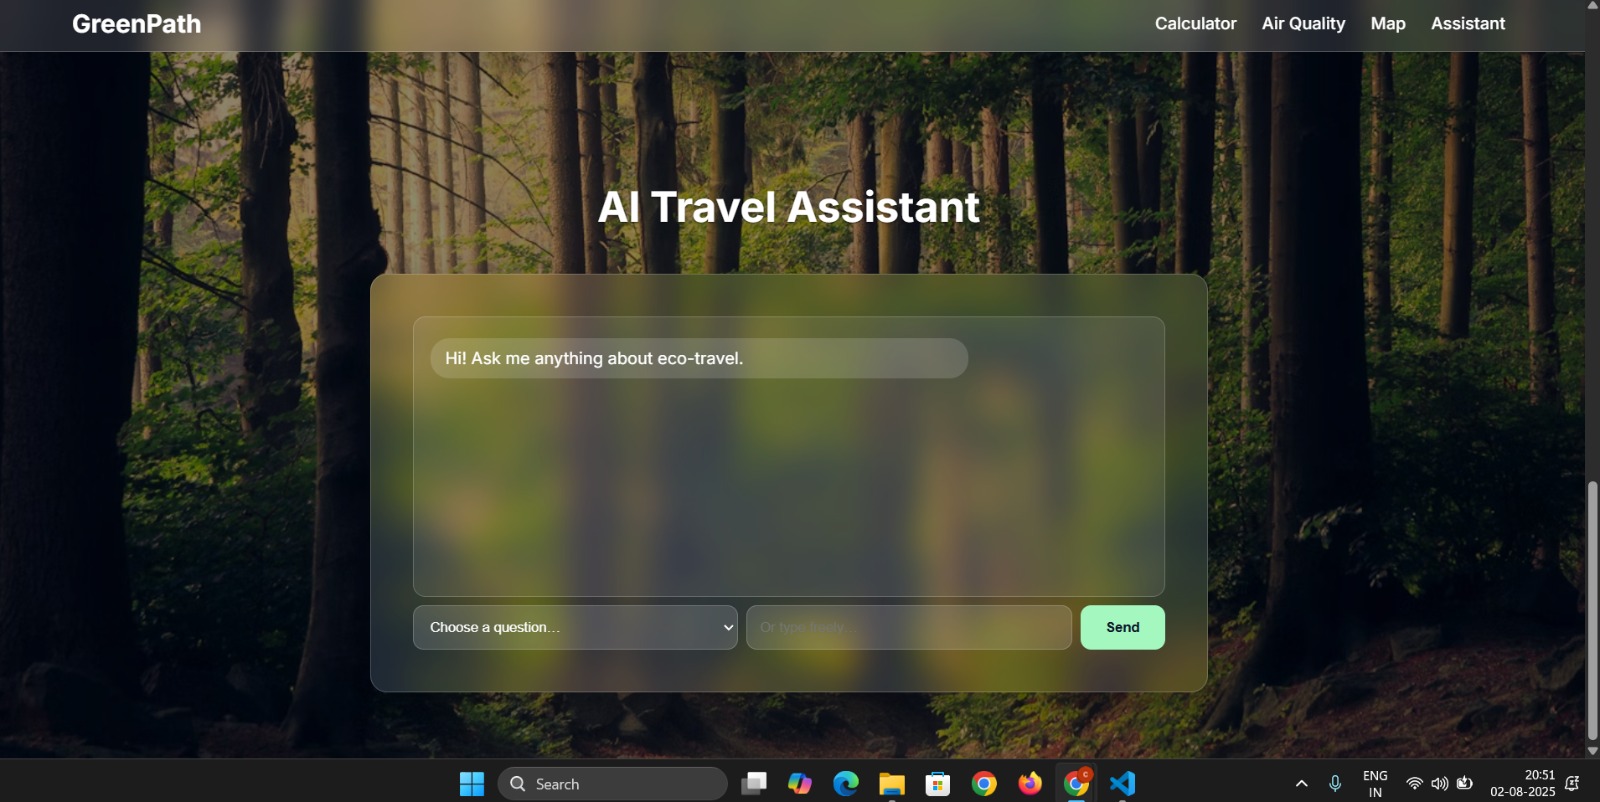 GreenPath
Calculator Air Quality Map Assistant
AI Travel Assistant
Hi! Ask me anything about eco-travel.
Choose a question...
Or type freely...
Send
Search
ENG
IN
20:51
02-08-2025